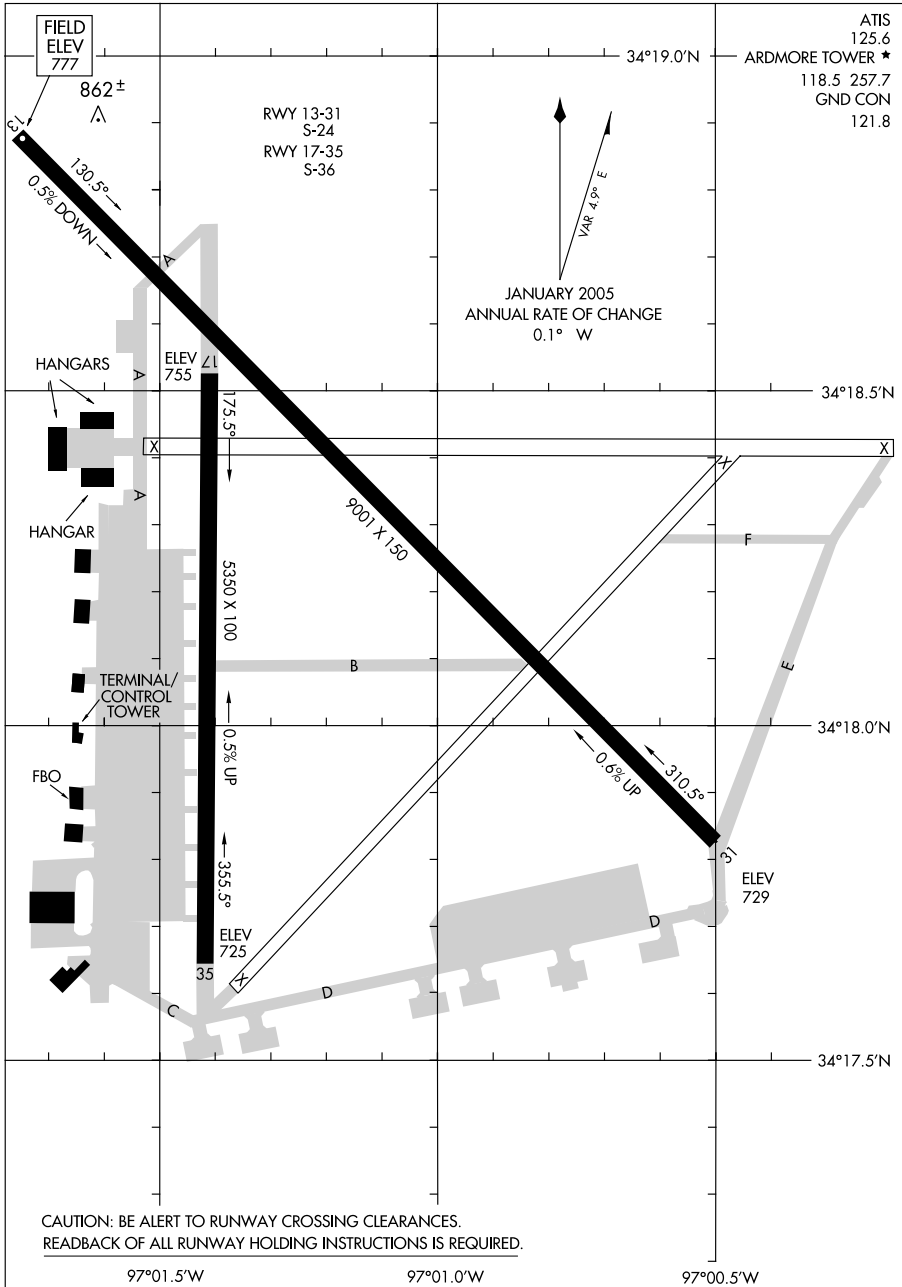 FIELD
ELEV
777
862±
ATIS
125.6
ARDMORE TOWER ★
118.5 257.7
GND CON
121.8
34°19.0'N
RWY 13-31
S-24
RWY 17-35
S-36
13
130.5°
0.5% DOWN
VAR 4.9° E
JANUARY 2005
ANNUAL RATE OF CHANGE
0.1° W
A
HANGARS
A
ELEV
755
17
34°18.5'N
175.5°
X
X
X
A
HANGAR
9001 X 150
F
5350 X 100
B
E
TERMINAL/
CONTROL
TOWER
0.5% UP
34°18.0'N
0.6% UP
310.5°
FBO
31
355.5°
ELEV
729
ELEV
725
D
35
X
D
C
34°17.5'N
CAUTION: BE ALERT TO RUNWAY CROSSING CLEARANCES.
READBACK OF ALL RUNWAY HOLDING INSTRUCTIONS IS REQUIRED.
97°01.5'W
97°01.0'W
97°00.5'W